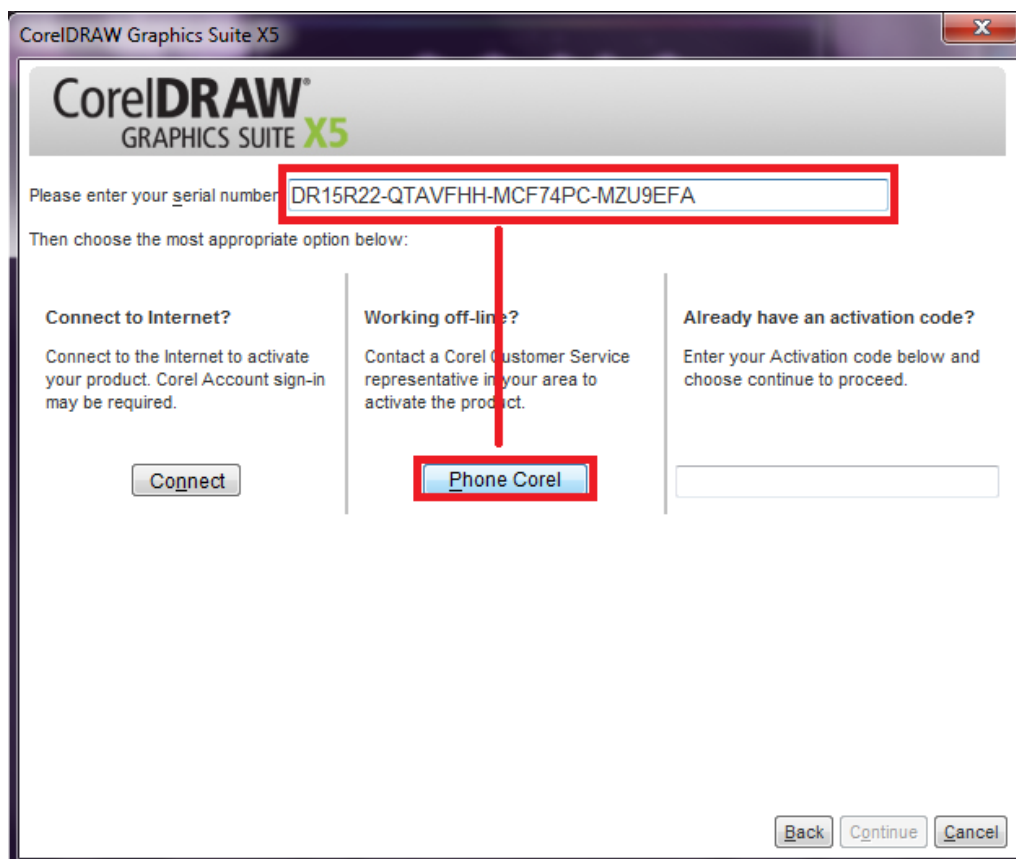 CorelDRAW Graphics Suite X5
CorelDRAW®
GRAPHICS SUITE X5
Please enter your serial number DR15R22-QTAVFHH-MCF74PC-MZU9EFA
Then choose the most appropriate option below:
Connect to Internet?
Connect to the Internet to activate
your product. Corel Account sign-in
may be required.
Connect
Working off-line?
Contact a Corel Customer Service
representative in your area to
activate the product.
Phone Corel
Already have an activation code?
Enter your Activation code below and
choose continue to proceed.
Back Continue Cancel